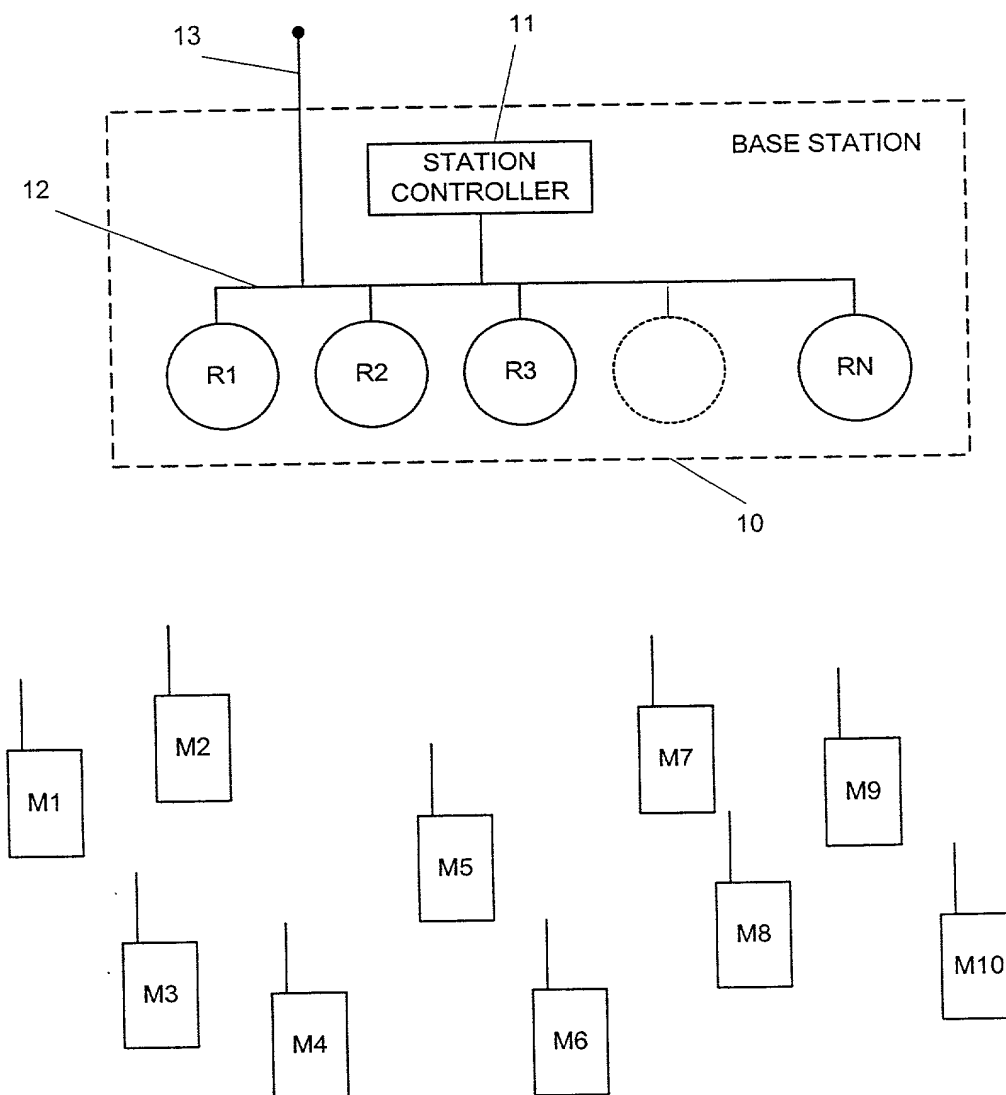 13
11
BASE STATION
STATION
CONTROLLER
12
R1
R2
R3
RN
10
M1
M2
M7
M9
M5
M3
M4
M6
M8
M10